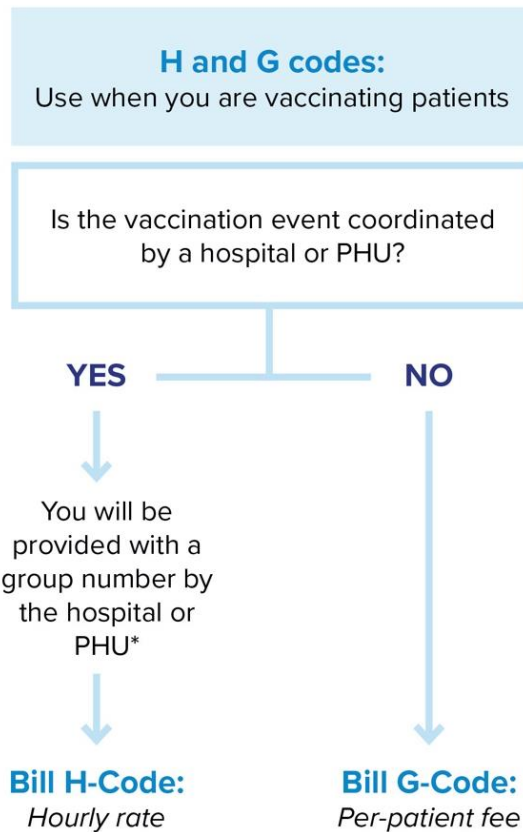 H and G codes:
Use when you are vaccinating patients
Is the vaccination event coordinated
by a hospital or PHU?
YES
NO
You will be
provided with a
group number by
the hospital or
PHU*
Bill H-Code:
Hourly rate
Bill G-Code:
Per-patient fee